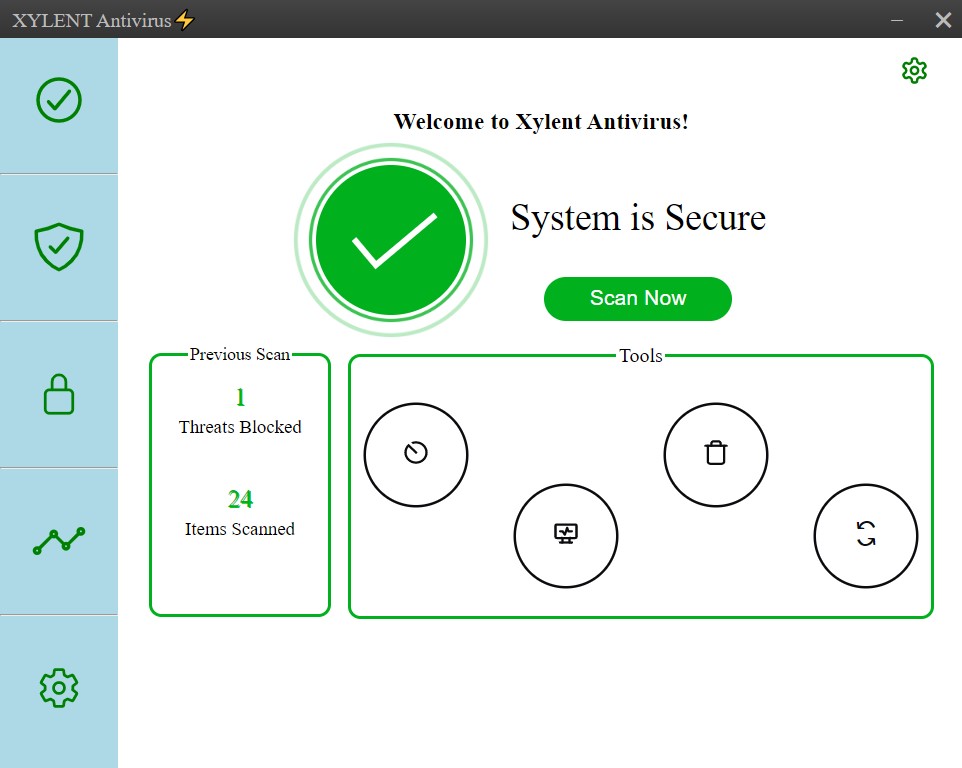 XYLENT Antivirus⚡
Welcome to Xylent Antivirus!
System is Secure
Scan Now
Previous Scan
1
Threats Blocked
24
Items Scanned
Tools